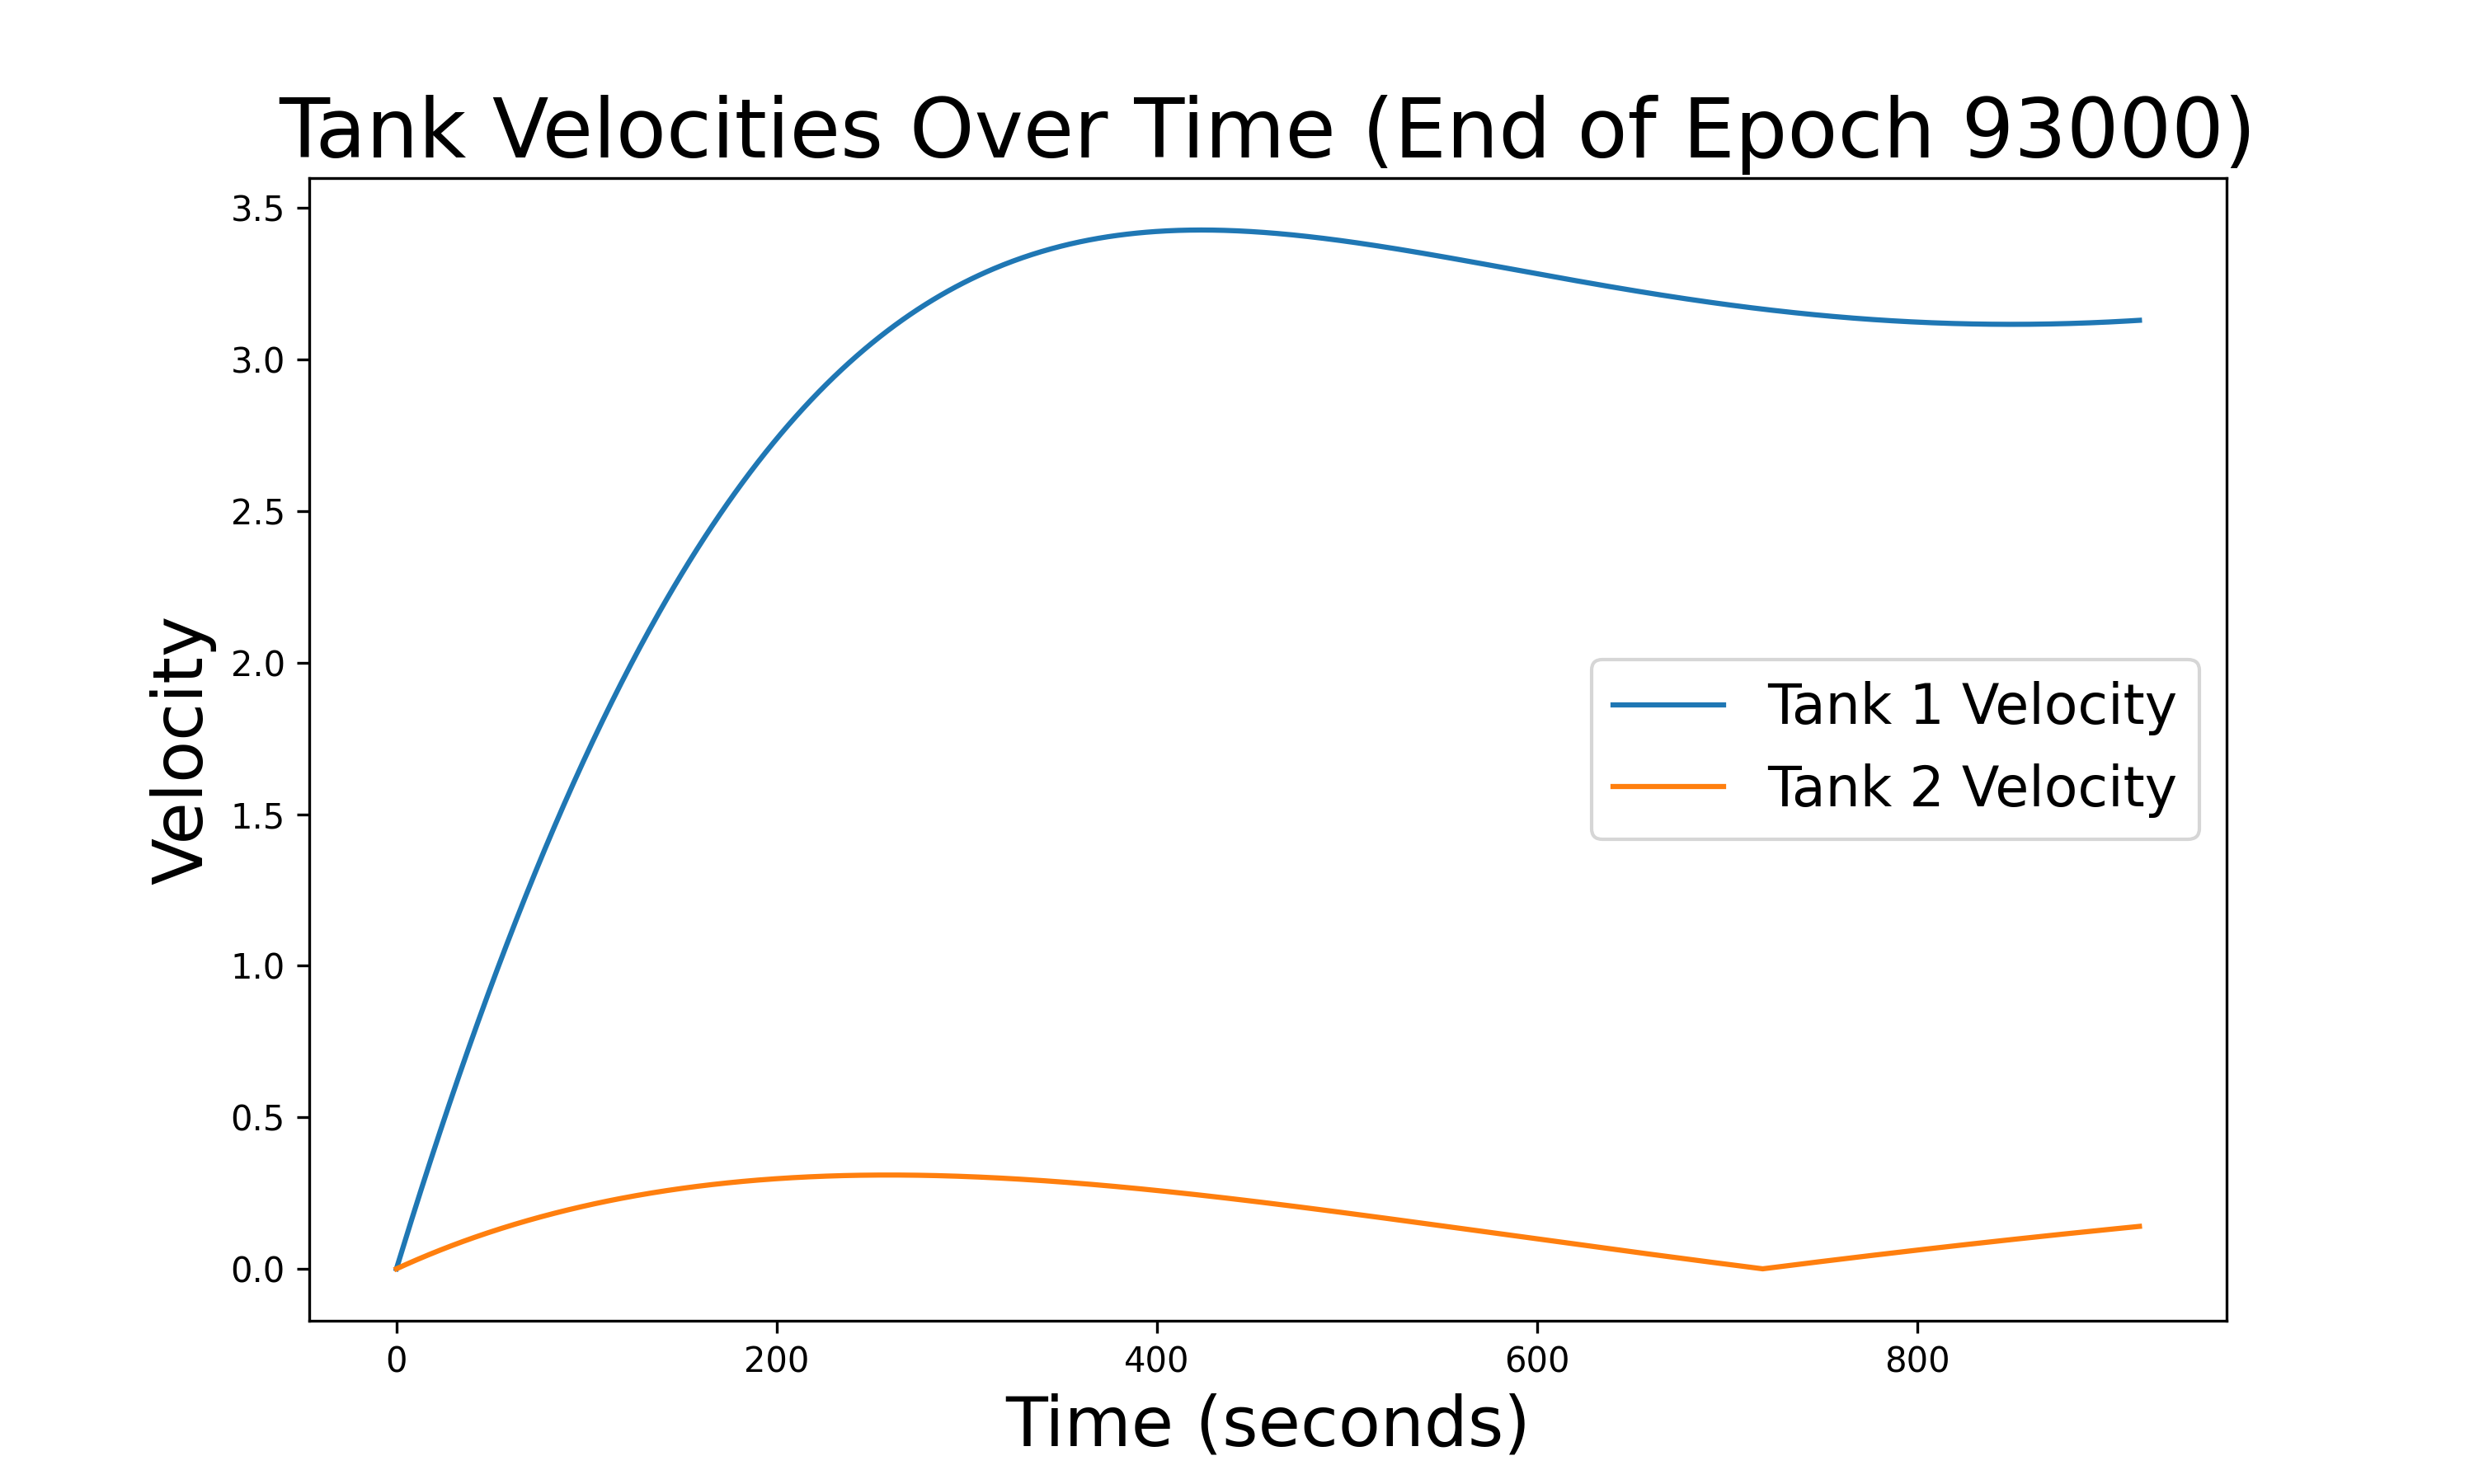 Tank Velocities Over Time (End of Epoch 93000)
3.5
3.0
2.5
2.0
1.5
1.0
0.5
0.0
Velocity
Tank 1 Velocity
Tank 2 Velocity
0 200 400 600 800
Time (seconds)